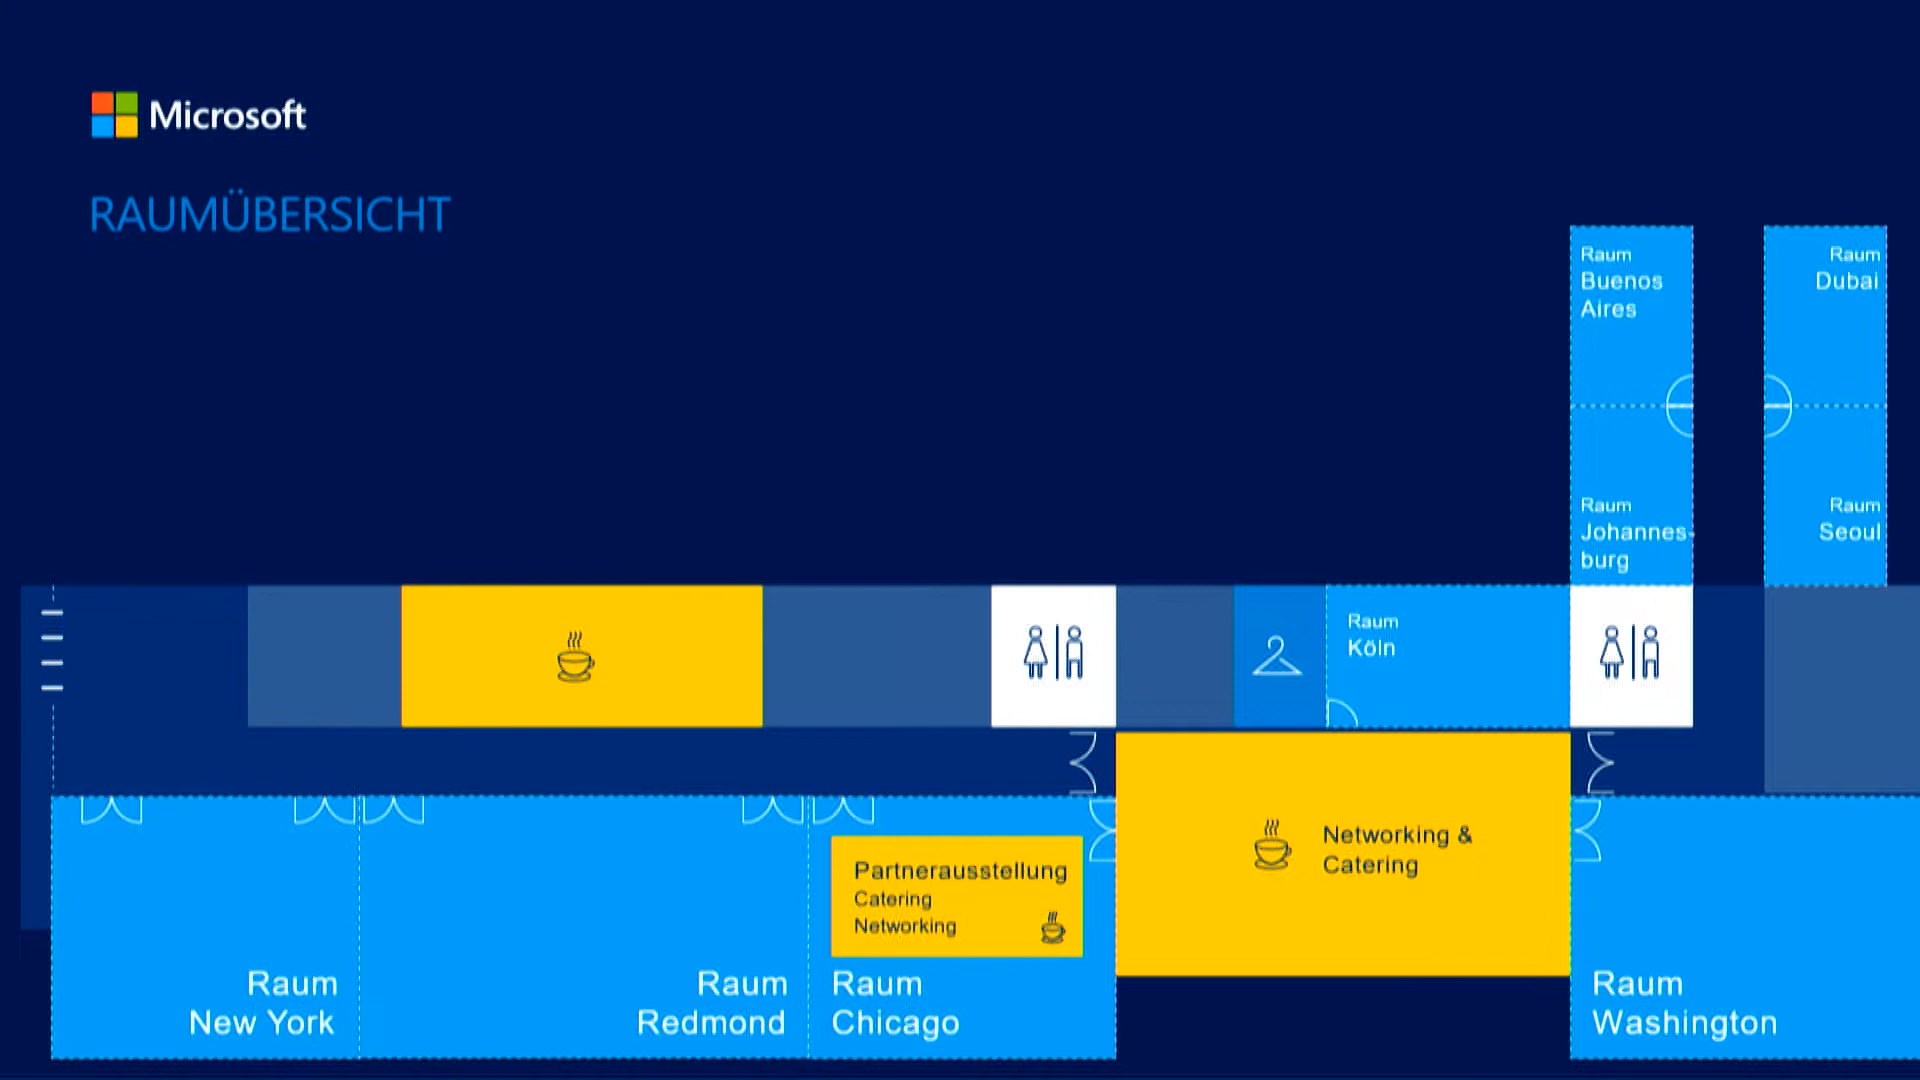 Microsoft
RAUMÜBERSICHT
Raum
Buenos
Aires
Raum
Dubai
Raum
Johannes-
burg
Raum
Seoul
Raum
Köln
Networking &
Catering
Partnerausstellung
Catering
Networking
Raum
New York
Raum
Redmond
Raum
Chicago
Raum
Washington